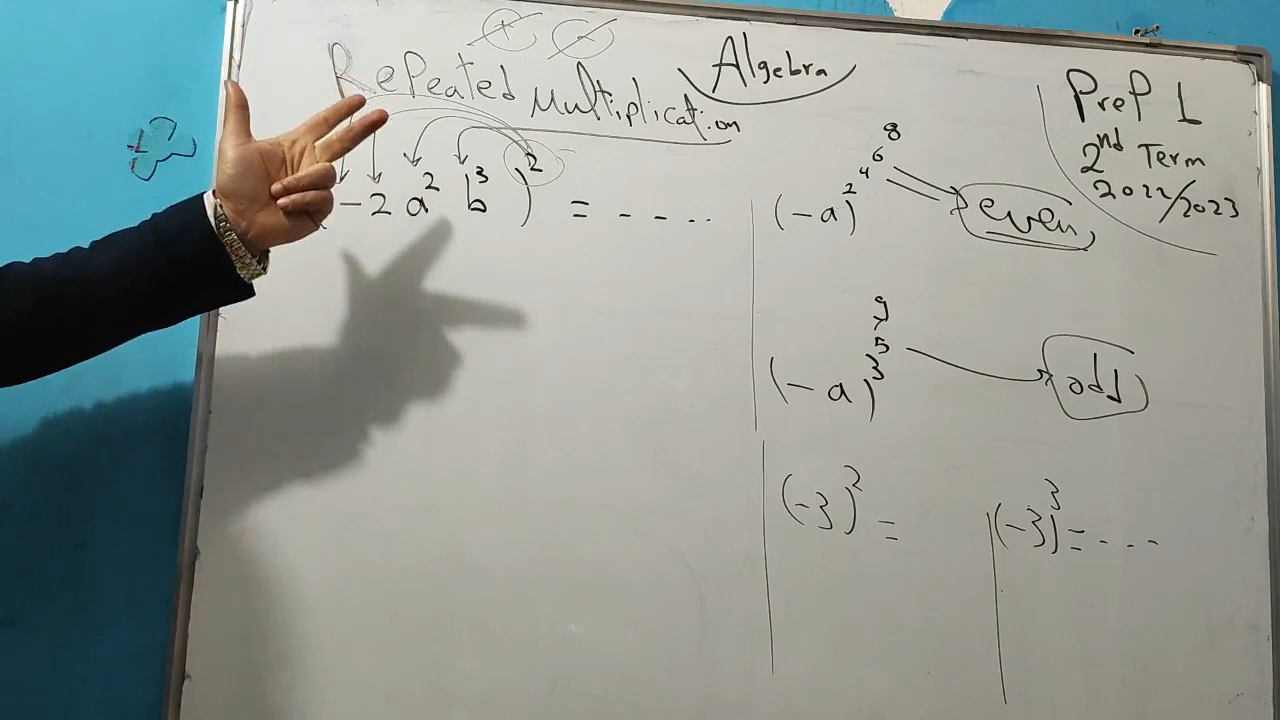 + -
Repeated Multiplication
Algebra
Prep 1
2nd Term
2022/2023
-2a²b³)² = - - - ..
(-a)² ⁴ ⁶ ⁸
even
(-a)³ ⁵ ⁷ ⁹
odd
(-3)² =
(-3)³ = - - - -